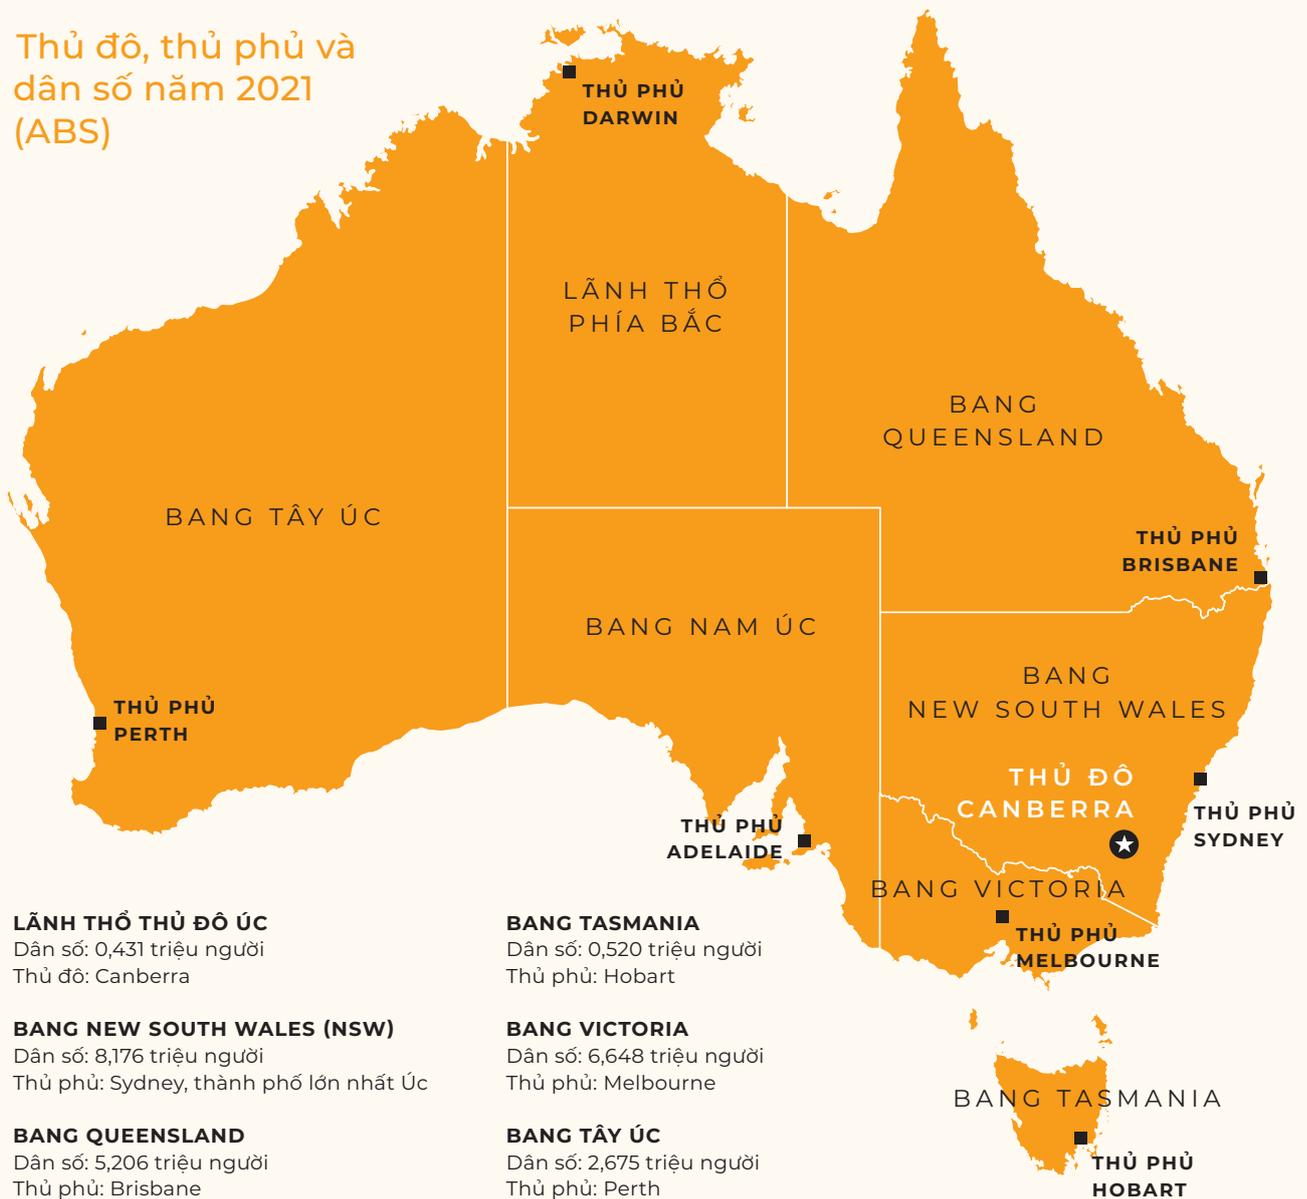 Thủ đô, thủ phủ và
dân số năm 2021
(ABS)
THỦ PHỦ
DARWIN
LÃNH THỔ
PHÍA BẮC
BANG
QUEENSLAND
BANG TÂY ÚC
THỦ PHỦ
BRISBANE
BANG NAM ÚC
BANG
NEW SOUTH WALES
THỦ PHỦ
PERTH
THỦ ĐÔ
CANBERRA
THỦ PHỦ
SYDNEY
THỦ PHỦ
ADELAIDE
BANG VICTORIA
THỦ PHỦ
MELBOURNE
LÃNH THỔ THỦ ĐÔ ÚC
Dân số: 0,431 triệu người
Thủ đô: Canberra
BANG NEW SOUTH WALES (NSW)
Dân số: 8,176 triệu người
Thủ phủ: Sydney, thành phố lớn nhất Úc
BANG QUEENSLAND
Dân số: 5,206 triệu người
Thủ phủ: Brisbane
BANG TASMANIA
Dân số: 0,520 triệu người
Thủ phủ: Hobart
BANG VICTORIA
Dân số: 6,648 triệu người
Thủ phủ: Melbourne
BANG TÂY ÚC
Dân số: 2,675 triệu người
Thủ phủ: Perth
BANG TASMANIA
THỦ PHỦ
HOBART